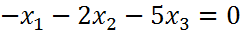 −x₁ − 2x₂ − 5x₃ = 0